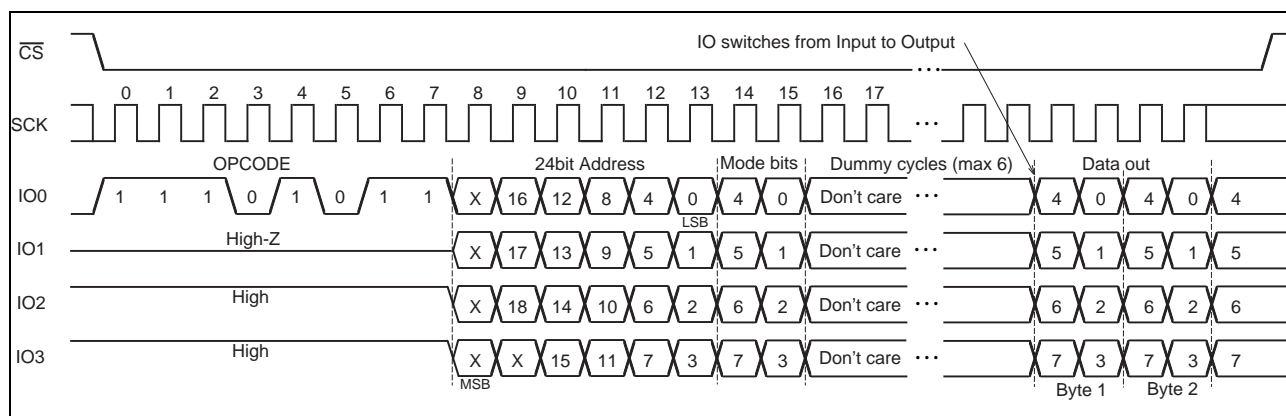 IO switches from Input to Output
CS
0 1 2 3 4 5 6 7 8 9 10 11 12 13 14 15 16 17
SCK
OPCODE 24bit Address Mode bits Dummy cycles (max 6) Data out
IO0 1 1 1 0 1 0 1 1 X 16 12 8 4 0 4 0 Don't care 4 0 4 0 4
LSB
High-Z
IO1 X 17 13 9 5 1 5 1 Don't care 5 1 5 1 5
High
IO2 X 18 14 10 6 2 6 2 Don't care 6 2 6 2 6
High
IO3 X X 15 11 7 3 7 3 Don't care 7 3 7 3 7
MSB
Byte 1 Byte 2